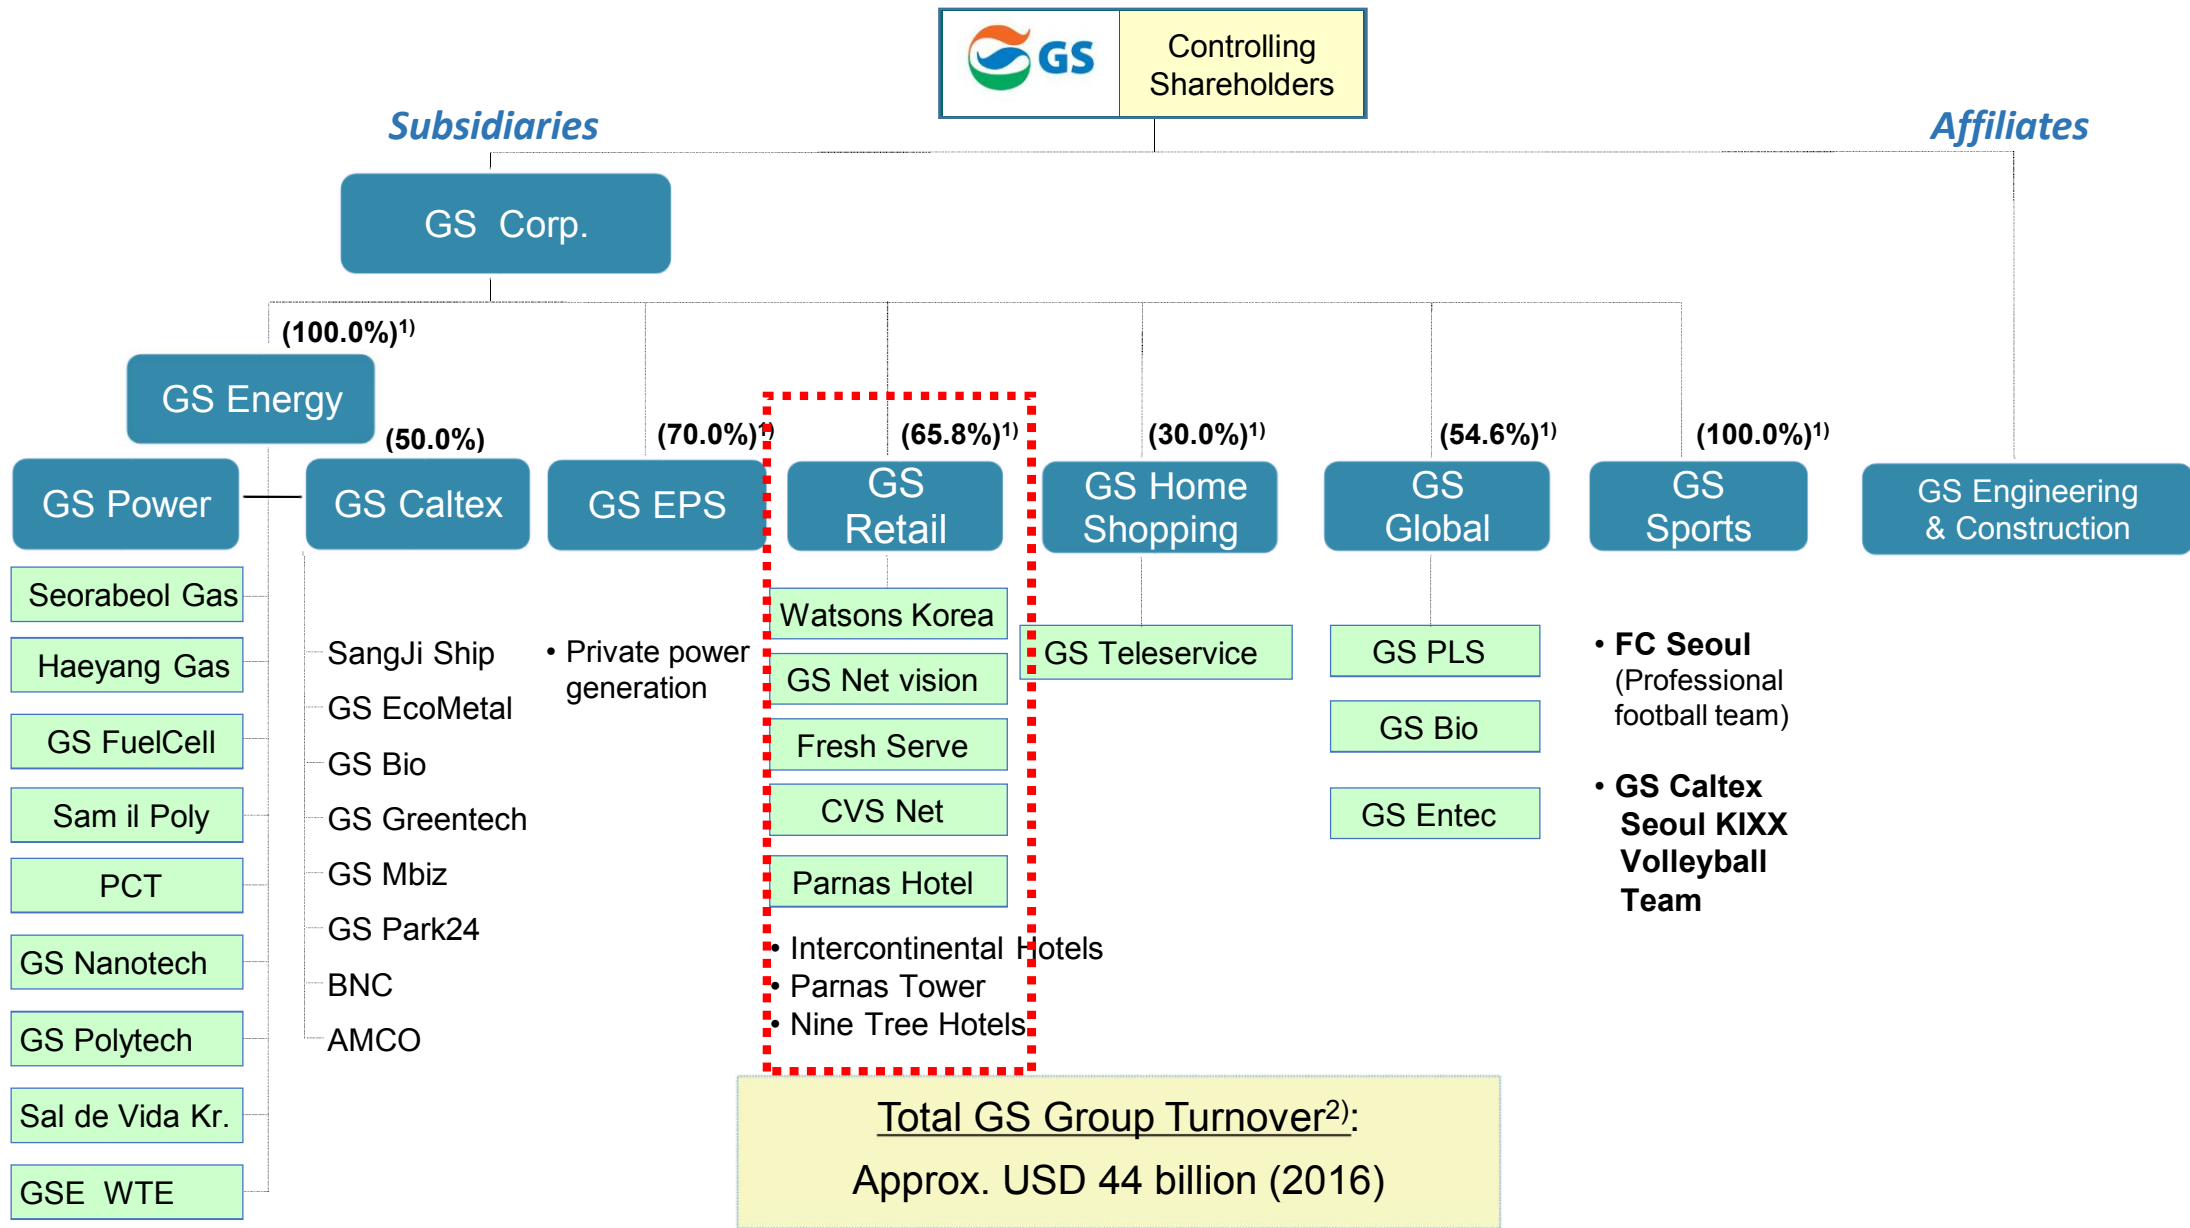 GS
Controlling
Shareholders
Subsidiaries
Affiliates
GS Corp.
(100.0%)1)
GS Energy
(50.0%)
(70.0%)1)
(65.8%)1)
(30.0%)1)
(54.6%)1)
(100.0%)1)
GS Power
GS Caltex
GS EPS
GS
Retail
GS Home
Shopping
GS
Global
GS
Sports
GS Engineering
& Construction
Seorabeol Gas
Haeyang Gas
GS FuelCell
Sam il Poly
PCT
GS Nanotech
GS Polytech
Sal de Vida Kr.
GSE WTE
SangJi Ship
GS EcoMetal
GS Bio
GS Greentech
GS Mbiz
GS Park24
BNC
AMCO
• Private power
generation
Watsons Korea
GS Net vision
Fresh Serve
CVS Net
Parnas Hotel
• Intercontinental Hotels
• Parnas Tower
• Nine Tree Hotels
GS Teleservice
GS PLS
GS Bio
GS Entec
• FC Seoul
(Professional
football team)
• GS Caltex
Seoul KIXX
Volleyball
Team
Total GS Group Turnover2):
Approx. USD 44 billion (2016)